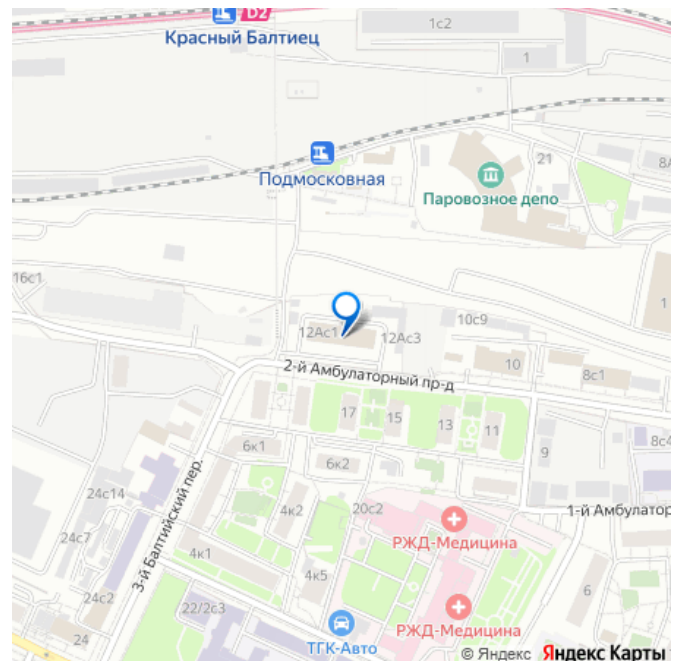 D2
1с2
Красный Балтиец
1
Подмосковная
21
8А
Паровозное депо
16с1
1
12Ас1
12Ас3
10с9
2-й Амбулаторный пр-д
10
8с1
17
15
13
11
6к1
6к2
9
8с4
24с14
3-й Балтийский пер.
4к2
20с2
1-й Амбулатор
24с7
РЖД-Медицина
4к1
4к5
6
24с2
22/2с3
24
ТГК-Авто
РЖД-Медицина
© Яндекс Яндекс Карты